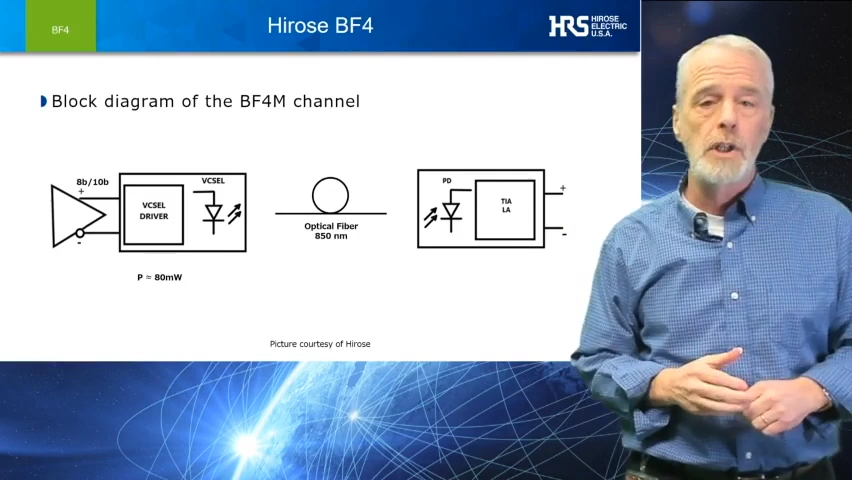 BF4
Hirose BF4
HRS HIROSE
ELECTRIC
U.S.A.
Block diagram of the BF4M channel
8b/10b
+
-
VCSEL
DRIVER
VCSEL
P ≈ 80mW
Optical Fiber
850 nm
PD
TIA
LA
+
-
Picture courtesy of Hirose